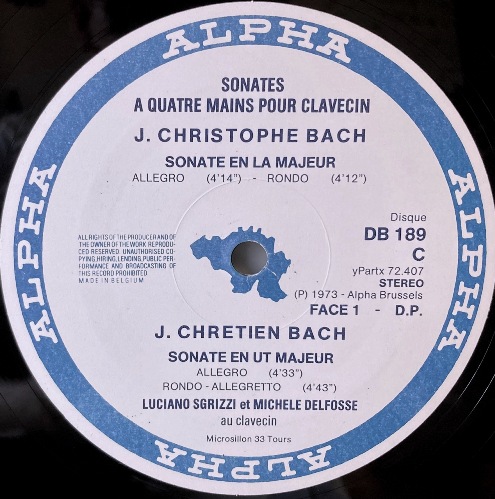 ALPHA
SONATES
A QUATRE MAINS POUR CLAVECIN
J. CHRISTOPHE BACH
SONATE EN LA MAJEUR
ALLEGRO (4'14") - RONDO (4'12")
ALPHA
ALPHA
ALL RIGHTS OF THE PRODUCER AND OF
THE OWNER OF THE WORK REPRODU-
CED RESERVED. UNAUTHORISED CO-
PYING, HIRING, LENDING, PUBLIC PER-
FORMANCE AND BROADCASTING OF
THIS RECORD PROHIBITED
MADE IN BELGIUM
Disque
DB 189
C
yPartx 72.407
STEREO
(P) 1973 - Alpha Brussels
FACE 1 - D.P.
J. CHRETIEN BACH
SONATE EN UT MAJEUR
ALLEGRO (4'33")
RONDO - ALLEGRETTO (4'43")
LUCIANO SGRIZZI et MICHELE DELFOSSE
au clavecin
Microsillon 33 Tours
ALPHA